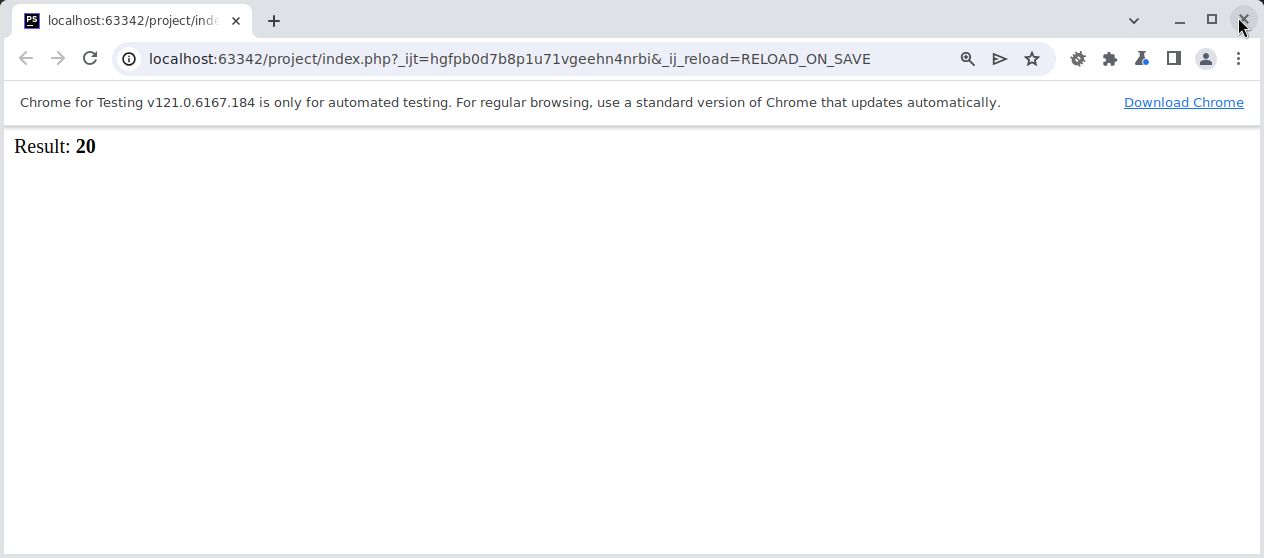 PS localhost:63342/project/inde
localhost:63342/project/index.php?_ijt=hgfpb0d7b8p1u71vgeehn4nrbi&_ij_reload=RELOAD_ON_SAVE
Chrome for Testing v121.0.6167.184 is only for automated testing. For regular browsing, use a standard version of Chrome that updates automatically. Download Chrome
Result: 20